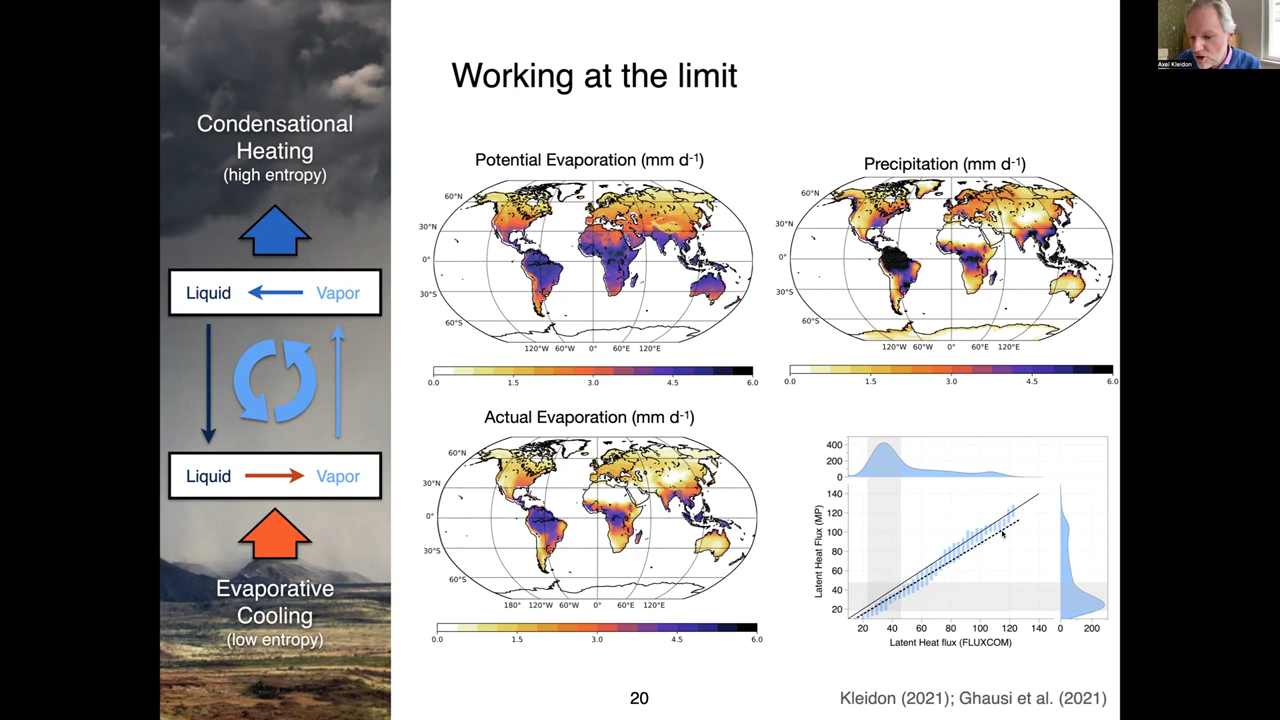 Working at the limit
Axel Kleidon
Condensational
Heating
(high entropy)
Liquid
Vapor
Liquid
Vapor
Evaporative
Cooling
(low entropy)
Potential Evaporation (mm d-1)
60°N
30°N
0°
30°S
60°S
120°W 60°W 0° 60°E 120°E
0.0 1.5 3.0 4.5 6.0
Precipitation (mm d-1)
60°N
30°N
0°
30°S
60°S
120°W 60°W 0° 60°E 120°E
0.0 1.5 3.0 4.5 6.0
Actual Evaporation (mm d-1)
60°N
30°N
0°
30°S
60°S
180° 120°W 60°W 0° 60°E 120°E
0.0 1.5 3.0 4.5 6.0
400
200
0
140
120
100
80
60
40
20
Latent Heat Flux (MP)
20 40 60 80 100 120 140
0 200
Latent Heat flux (FLUXCOM)
20
Kleidon (2021); Ghausi et al. (2021)